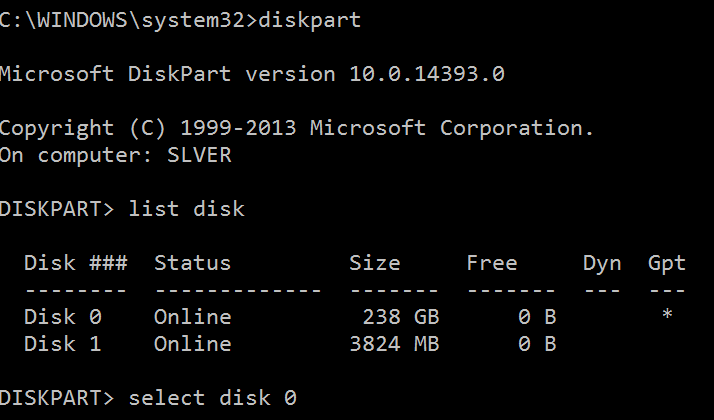 C:\WINDOWS\system32>diskpart
Microsoft DiskPart version 10.0.14393.0
Copyright (C) 1999-2013 Microsoft Corporation.
On computer: SLVER
DISKPART> list disk
  Disk ###  Status         Size     Free     Dyn  Gpt
  --------  -------------  -------  -------  ---  ---
  Disk 0    Online          238 GB      0 B        *
  Disk 1    Online         3824 MB      0 B
DISKPART> select disk 0